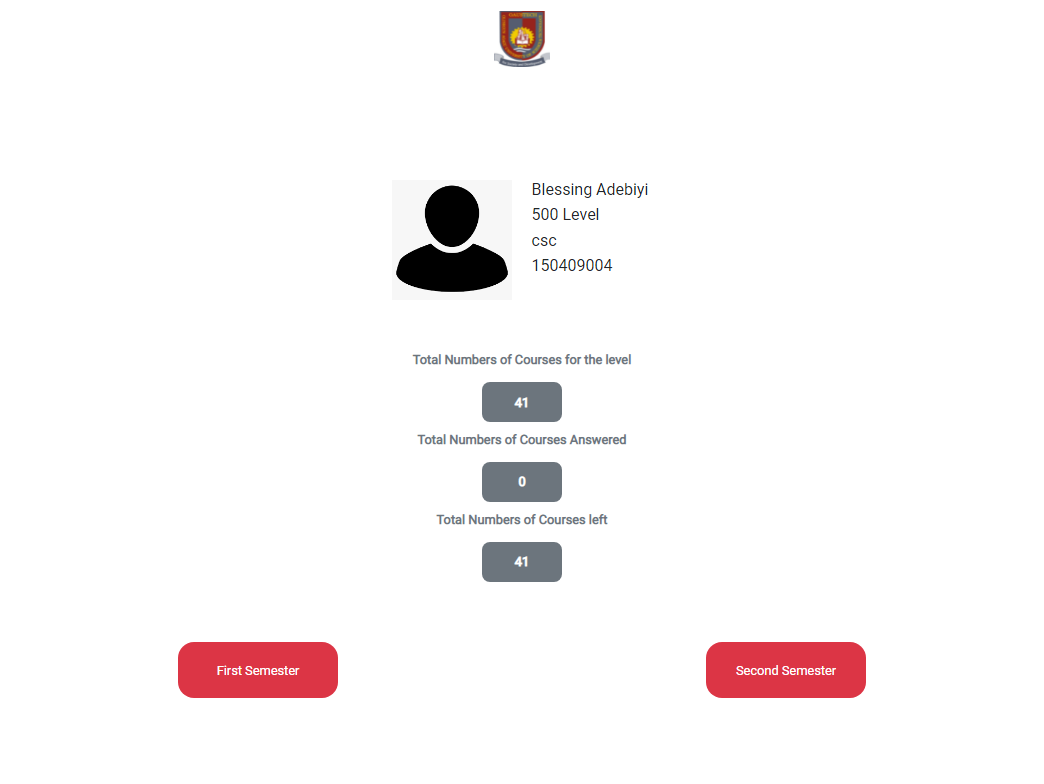 Blessing Adebiyi
500 Level
csc
150409004
Total Numbers of Courses for the level
41
Total Numbers of Courses Answered
0
Total Numbers of Courses left
41
First Semester
Second Semester